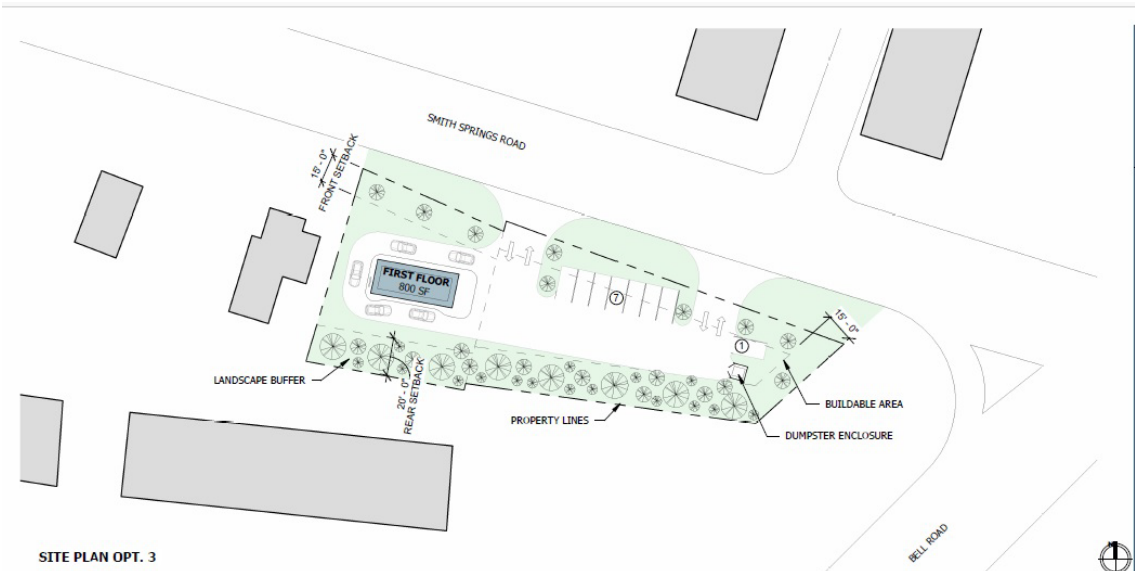 SMITH SPRINGS ROAD
15' - 0"
FRONT SETBACK
FIRST FLOOR
800 SF
7
15' - 0"
1
LANDSCAPE BUFFER
20' - 0"
REAR SETBACK
PROPERTY LINES
BUILDABLE AREA
DUMPSTER ENCLOSURE
BELL ROAD
SITE PLAN OPT. 3